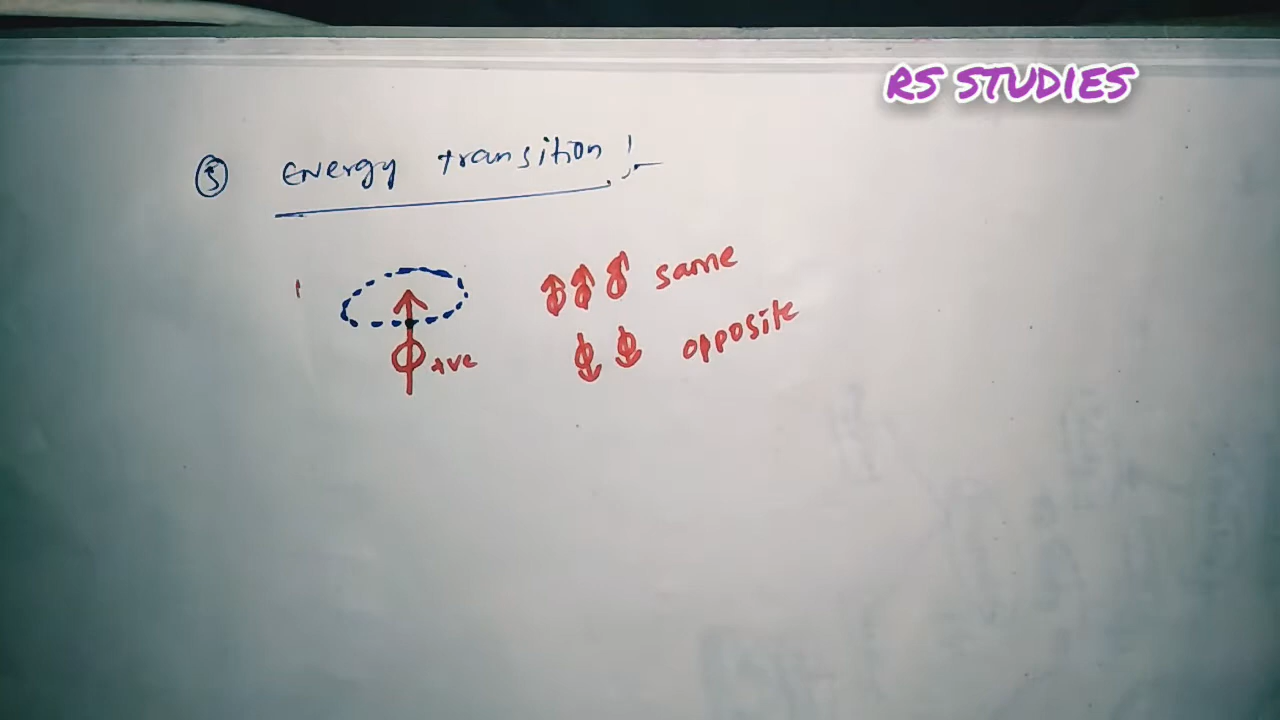 RS STUDIES
⑤ energy transition :-
same
+ve
opposite